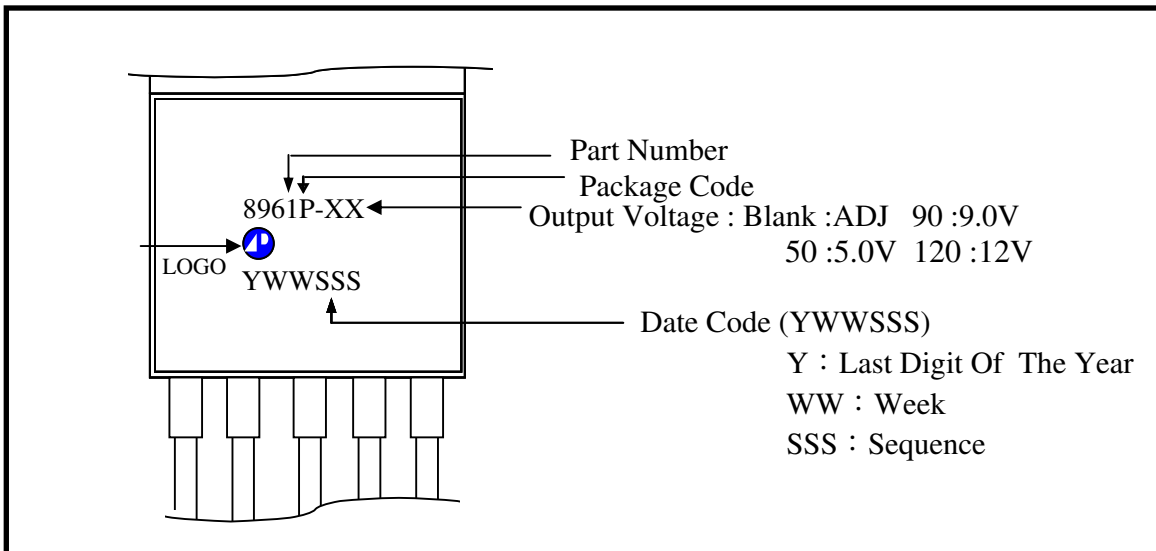 Part Number
Package Code
8961P-XX
Output Voltage : Blank :ADJ 90 :9.0V
50 :5.0V 120 :12V
LOGO
YWWSSS
Date Code (YWWSSS)
Y：Last Digit Of The Year
WW：Week
SSS：Sequence